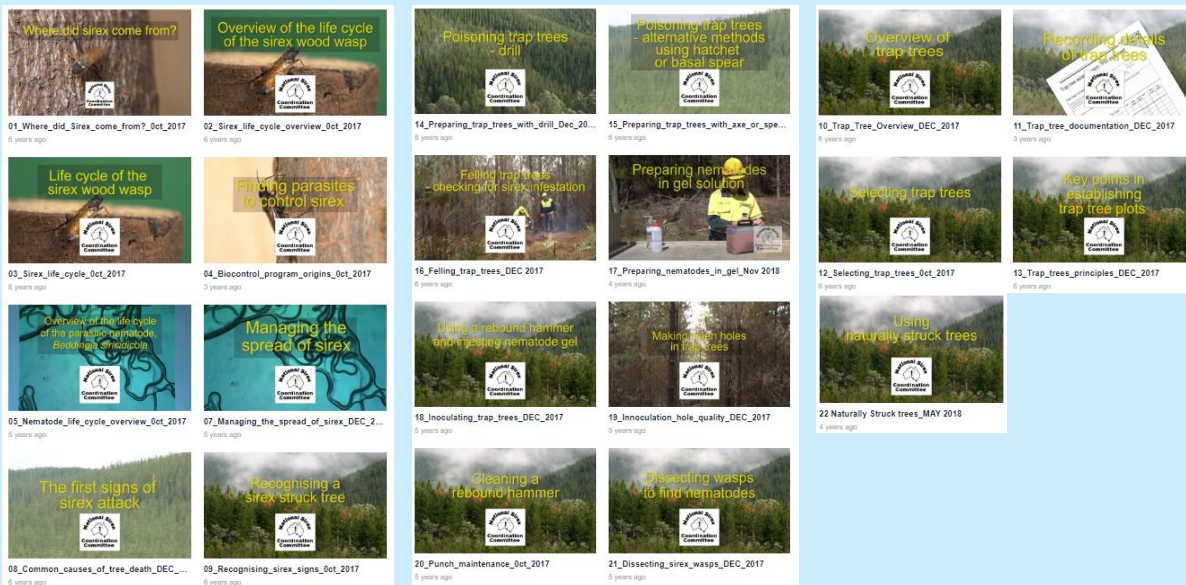 Where did sirex come from?
01_Where_did_Sirex_come_from?_Oct_2017
6 years ago
Overview of the life cycle
of the sirex wood wasp
02_Sirex_life_cycle_overview_Oct_2017
6 years ago
Life cycle of the
sirex wood wasp
03_Sirex_life_cycle_Oct_2017
6 years ago
Finding parasites
to control sirex
04_Biocontrol_program_origins_Oct_2017
3 years ago
Overview of the life cycle
of the parasitic nematode,
05_Nematode_life_cycle_overview_Oct_2017
5 years ago
Managing the
spread of sirex
07_Managing_the_spread_of_sirex_DEC_2...
5 years ago
The first signs of
sirex attack
08_Common_causes_of_tree_death_DEC_...
6 years ago
Recognising a
sirex struck tree
09_Recognising_sirex_signs_Oct_2017
6 years ago
Poisoning trap trees
- drill
14_Preparing_trap_trees_with_drill_Dec_20...
6 years ago
Poisoning trap trees
- alternative methods
using hatchet
or basal spear
15_Preparing_trap_trees_with_axe_or_spe...
6 years ago
Felling trap trees
- checking for sirex infestation
16_Felling_trap_trees_DEC 2017
6 years ago
Preparing nematodes
in gel solution
17_Preparing_nematodes_in_gel_Nov 2018
4 years ago
Using a rebound hammer
and injecting nematode gel
18_Inoculating_trap_trees_DEC_2017
5 years ago
Making clean holes
in trap trees
19_Innoculation_hole_quality_DEC_2017
5 years ago
Cleaning a
rebound hammer
20_Punch_maintenance_Oct_2017
5 years ago
Dissecting wasps
to find nematodes
21_Dissecting_sirex_wasps_DEC_2017
5 years ago
Overview of
trap trees
10_Trap_Tree_Overview_DEC_2017
6 years ago
Recording details
of trap trees
11_Trap_tree_documentation_DEC_2017
3 years ago
Selecting trap trees
12_Selecting_trap_trees_Oct_2017
6 years ago
Key points in
establishing
trap tree plots
13_Trap_trees_principles_DEC_2017
6 years ago
Using
naturally struck trees
22 Naturally Struck trees_MAY 2018
4 years ago
National Sirex
Coordination
Committee